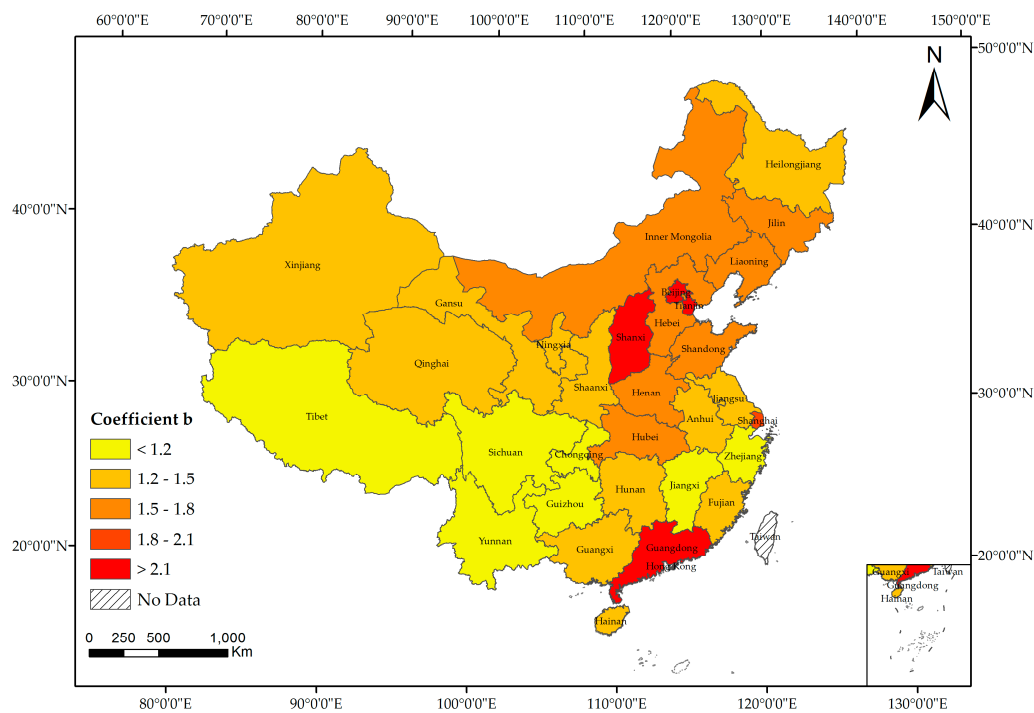 60°0'0"E 70°0'0"E 80°0'0"E 90°0'0"E 100°0'0"E 110°0'0"E 120°0'0"E 130°0'0"E 140°0'0"E 150°0'0"E
50°0'0"N
N
Heilongjiang
40°0'0"N
40°0'0"N
Jilin
Inner Mongolia
Liaoning
Xinjiang
Beijing
Gansu
Tianjin
Hebei
Shanxi
Ningxia
Shandong
Qinghai
30°0'0"N
Shaanxi
Henan
30°0'0"N
Jiangsu
Tibet
Anhui
Shanghai
Coefficient b
Hubei
< 1.2
Sichuan
Chongqing
Zhejiang
1.2 - 1.5
Hunan
Jiangxi
Guizhou
Fujian
1.5 - 1.8
Taiwan
1.8 - 2.1
Yunnan
Guangxi
Guangdong
20°0'0"N
20°0'0"N
> 2.1
Hong Kong
Guangxi
Taiwan
Guangdong
No Data
Hainan
Hainan
0 250 500 1,000
Km
80°0'0"E 90°0'0"E 100°0'0"E 110°0'0"E 120°0'0"E 130°0'0"E